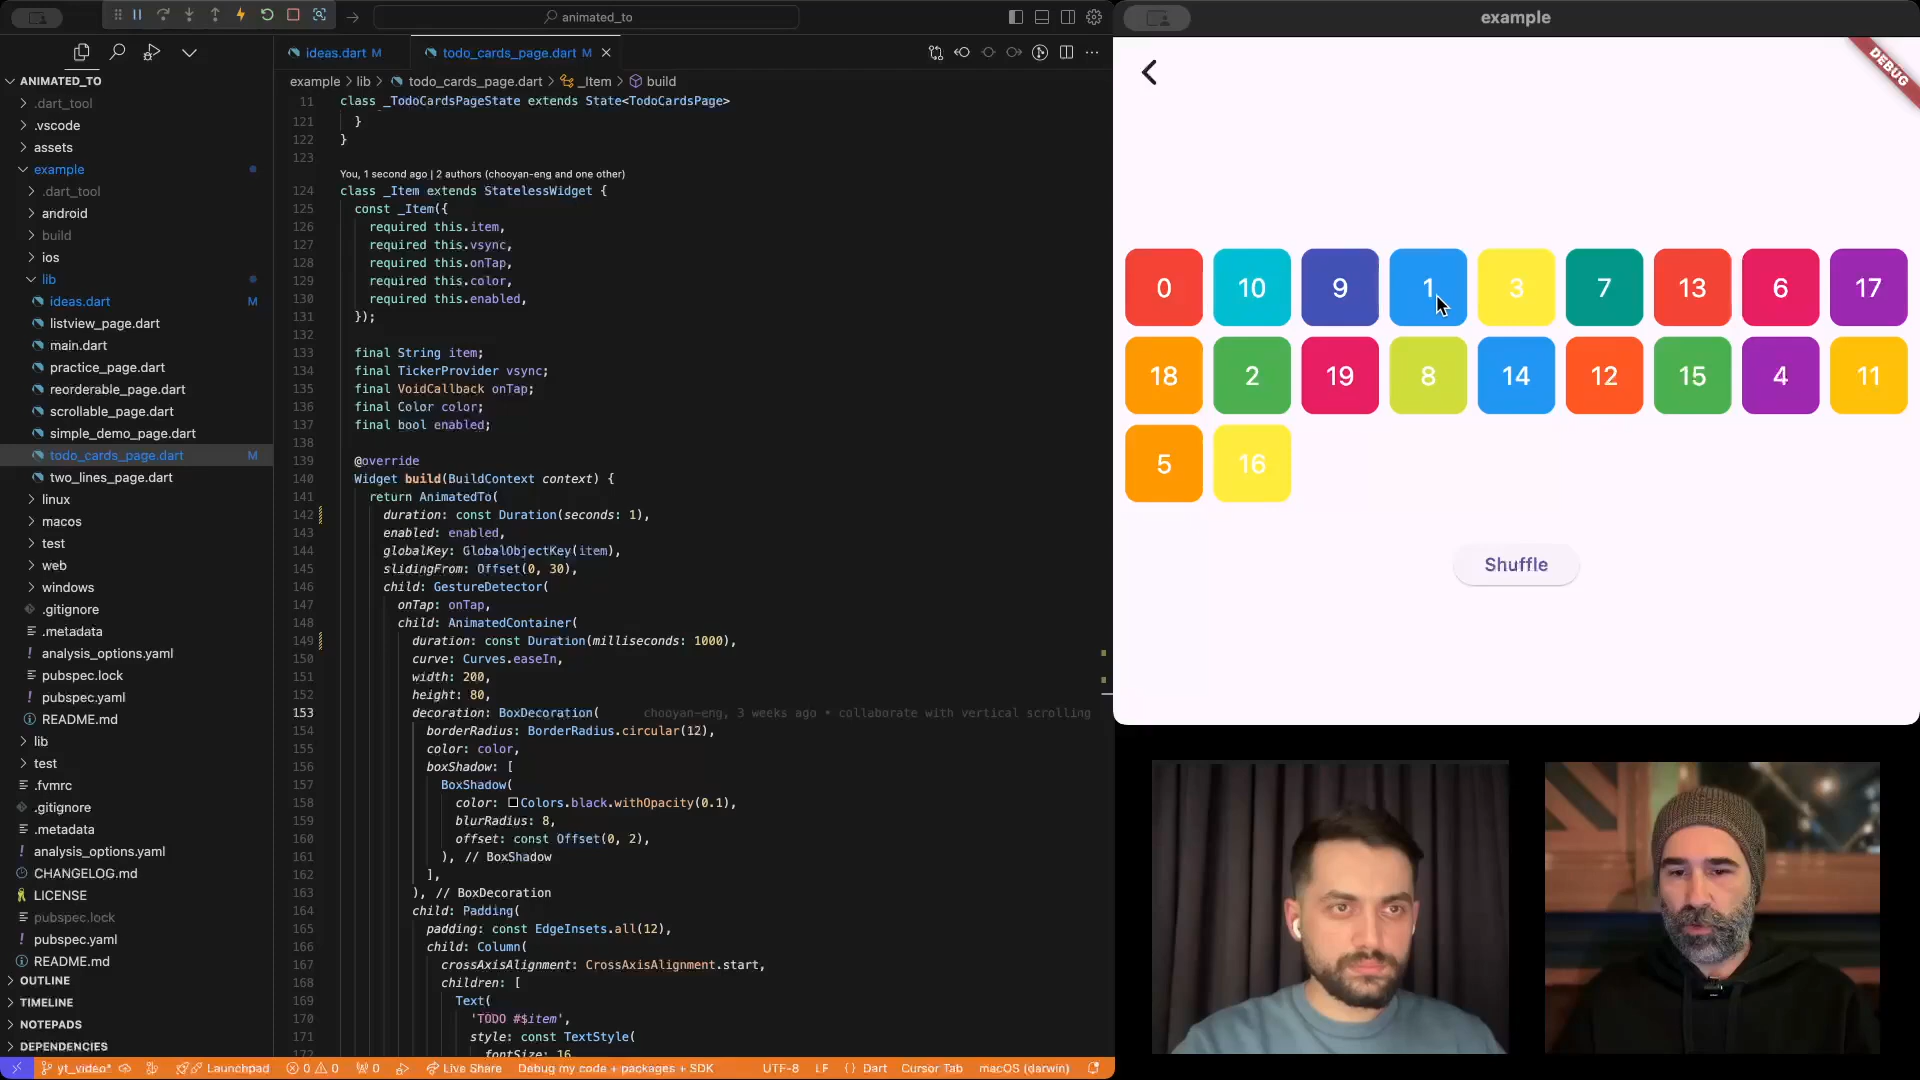 animated_to
example
DEBUG
ideas.dart M
todo_cards_page.dart M
example > lib > todo_cards_page.dart > _Item > build
ANIMATED_TO
.dart_tool
.vscode
assets
example
.dart_tool
android
build
ios
lib
ideas.dart M
listview_page.dart
main.dart
practice_page.dart
reorderable_page.dart
scrollable_page.dart
simple_demo_page.dart
todo_cards_page.dart M
two_lines_page.dart
linux
macos
test
web
windows
.gitignore
.metadata
analysis_options.yaml
pubspec.lock
pubspec.yaml
README.md
lib
test
.fvmrc
.gitignore
.metadata
analysis_options.yaml
CHANGELOG.md
LICENSE
pubspec.lock
pubspec.yaml
README.md
OUTLINE
TIMELINE
NOTEPADS
DEPENDENCIES
11 class _TodoCardsPageState extends State<TodoCardsPage>
121 }
122 }
123
You, 1 second ago | 2 authors (chooyan-eng and one other)
124 class _Item extends StatelessWidget {
125 const _Item({
126 required this.item,
127 required this.vsync,
128 required this.onTap,
129 required this.color,
130 required this.enabled,
131 });
132
133 final String item;
134 final TickerProvider vsync;
135 final VoidCallback onTap;
136 final Color color;
137 final bool enabled;
138
139 @override
140 Widget build(BuildContext context) {
141 return AnimatedTo(
142 duration: const Duration(seconds: 1),
143 enabled: enabled,
144 globalKey: GlobalObjectKey(item),
145 slidingFrom: Offset(0, 30),
146 child: GestureDetector(
147 onTap: onTap,
148 child: AnimatedContainer(
149 duration: const Duration(milliseconds: 1000),
150 curve: Curves.easeIn,
151 width: 200,
152 height: 80,
153 decoration: BoxDecoration( chooyan-eng, 3 weeks ago • collaborate with vertical scrolling
154 borderRadius: BorderRadius.circular(12),
155 color: color,
156 boxShadow: [
157 BoxShadow(
158 color: Colors.black.withOpacity(0.1),
159 blurRadius: 8,
160 offset: const Offset(0, 2),
161 ), // BoxShadow
162 ],
163 ), // BoxDecoration
164 child: Padding(
165 padding: const EdgeInsets.all(12),
166 child: Column(
167 crossAxisAlignment: CrossAxisAlignment.start,
168 children: [
169 Text(
170 'TODO #$item',
171 style: const TextStyle(
172 fontSize: 16,
0 10 9 1 3 7 13 6 17
18 2 19 8 14 12 15 4 11
5 16
Shuffle
yt_video* Launchpad 0 0 0 Live Share Debug my code + packages + SDK UTF-8 LF {} Dart Cursor Tab macOS (darwin)